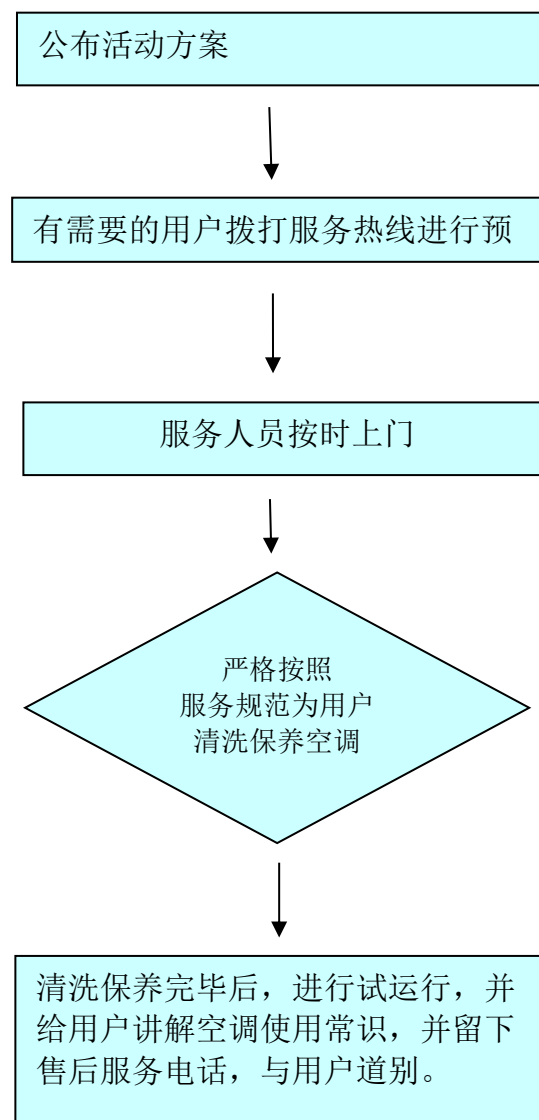 公布活动方案
有需要的用户拨打服务热线进行预
服务人员按时上门
严格按照
服务规范为用户
清洗保养空调
清洗保养完毕后，进行试运行，并
给用户讲解空调使用常识，并留下
售后服务电话，与用户道别。